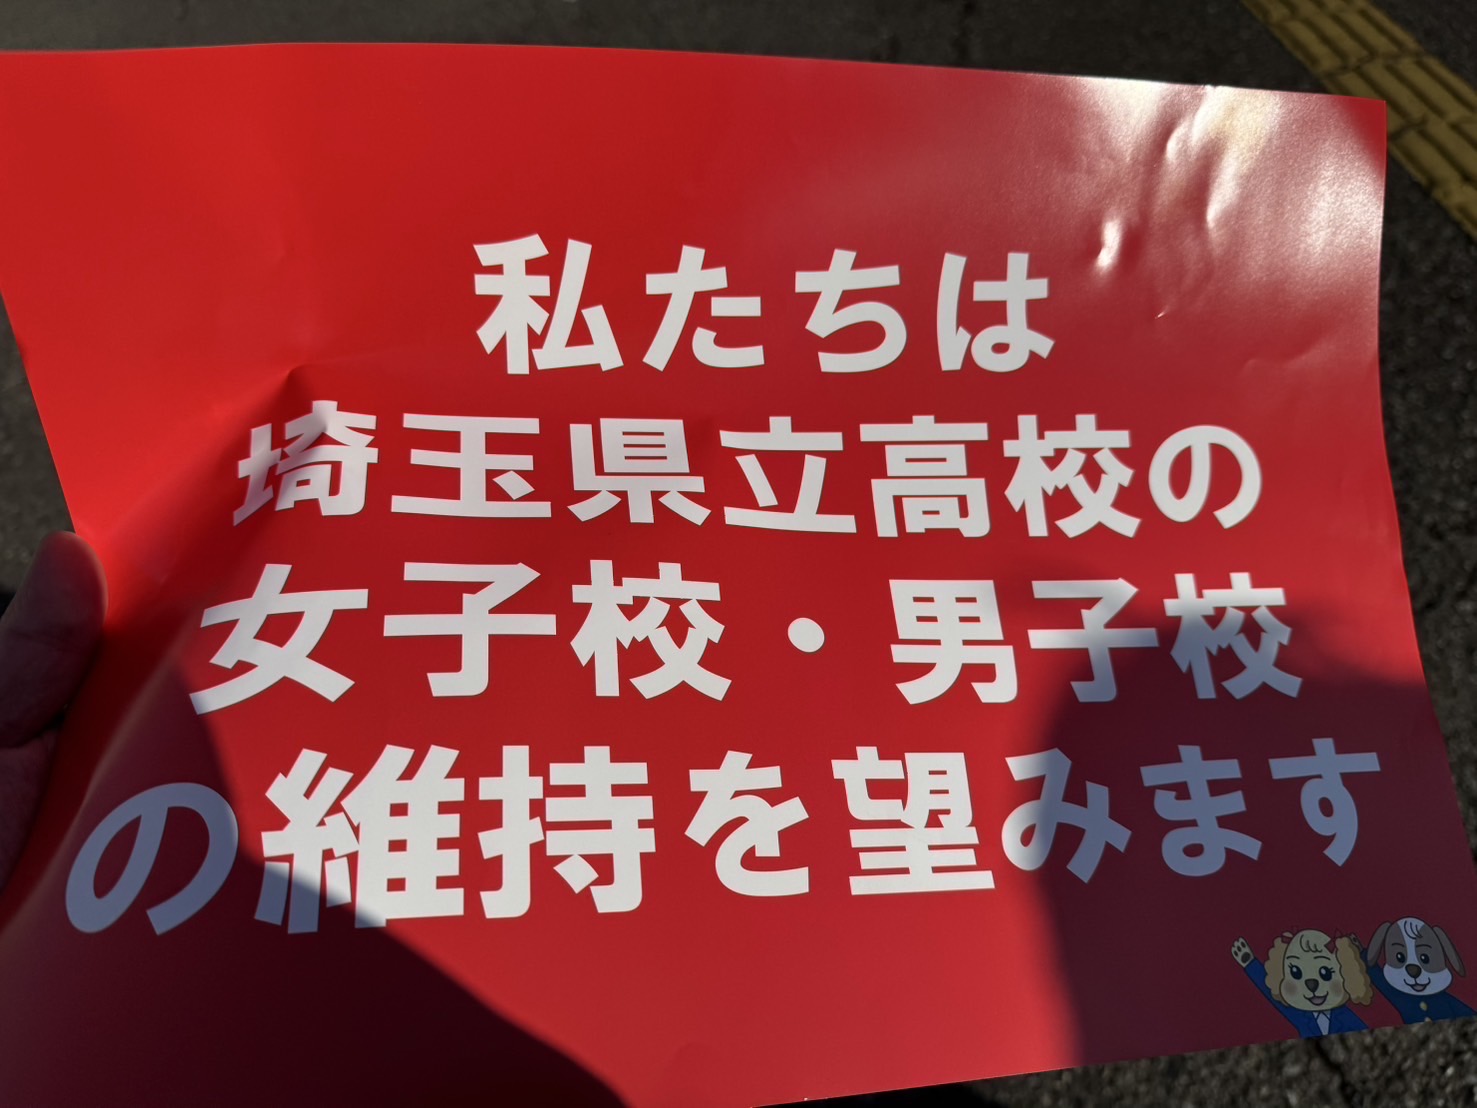 私たちは
埼玉県立高校の
女子校・男子校
の維持を望みます